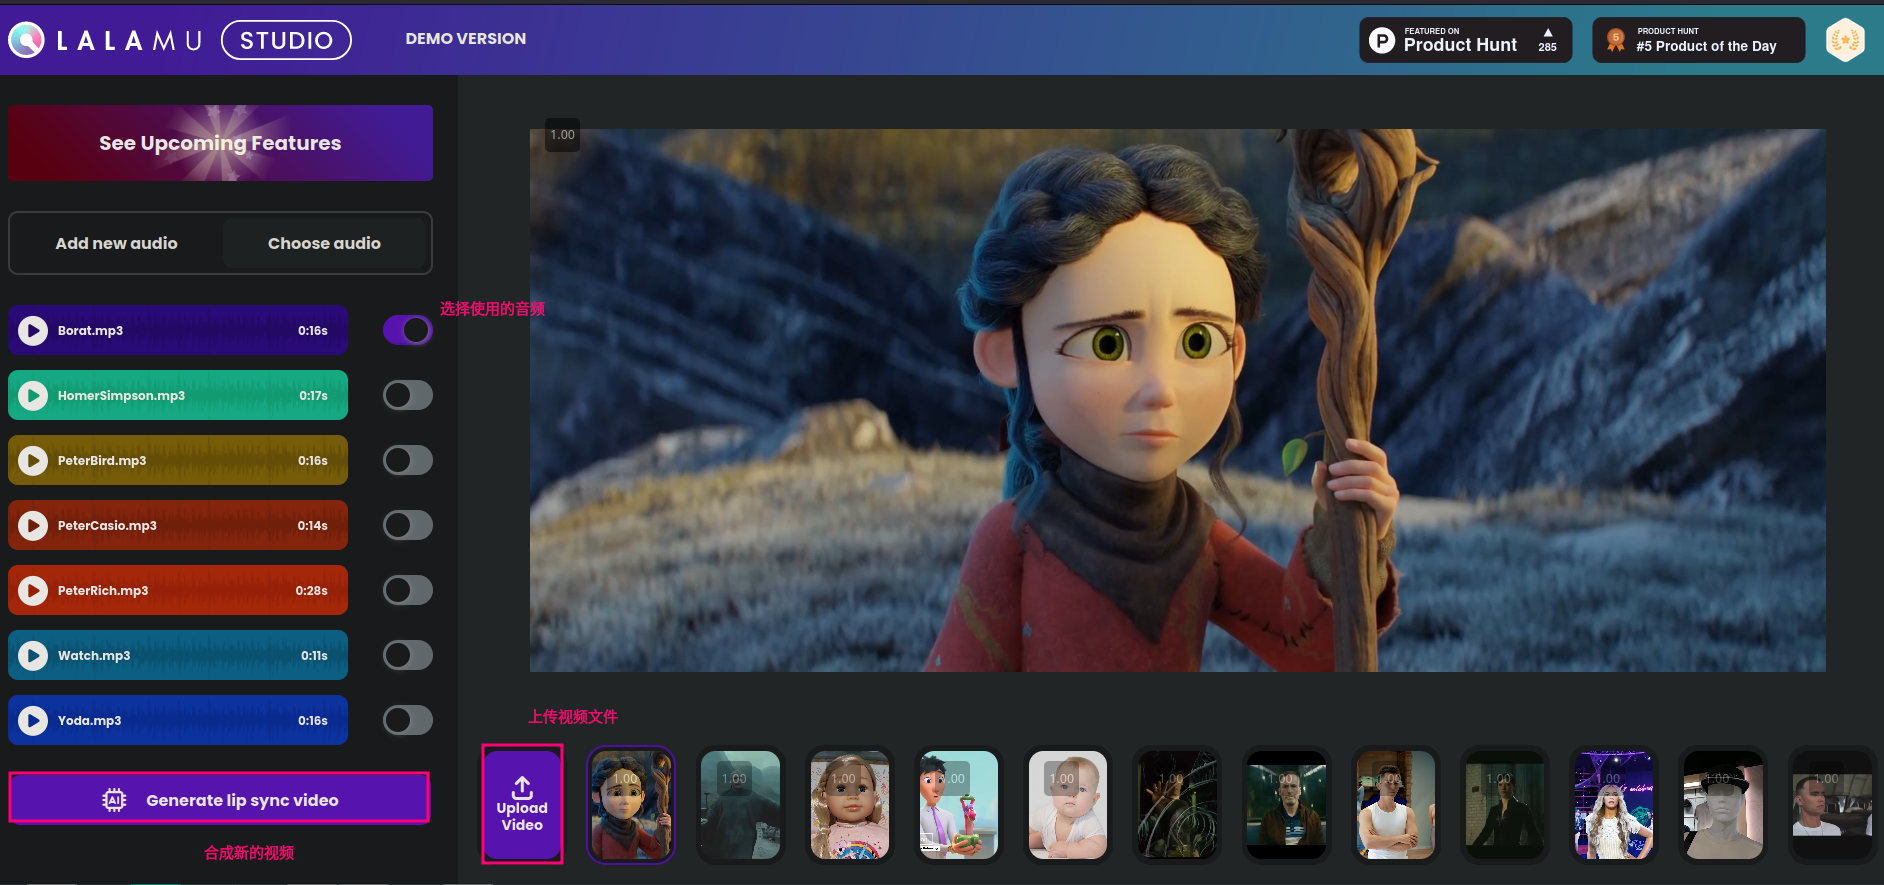 LALAMU STUDIO
DEMO VERSION
FEATURED ON
Product Hunt
285
5
PRODUCT HUNT
#5 Product of the Day
See Upcoming Features
1.00
Add new audio
Choose audio
选择使用的音频
Borat.mp3 0:16s
HomerSimpson.mp3 0:17s
PeterBird.mp3 0:16s
PeterCasio.mp3 0:14s
PeterRich.mp3 0:28s
Watch.mp3 0:11s
Yoda.mp3 0:16s
AI Generate lip sync video
合成新的视频
上传视频文件
Upload
Video
1.00 1.00 1.00 1.00 1.00 1.00 1.00 1.00 1.00 1.00 1.00 1.00